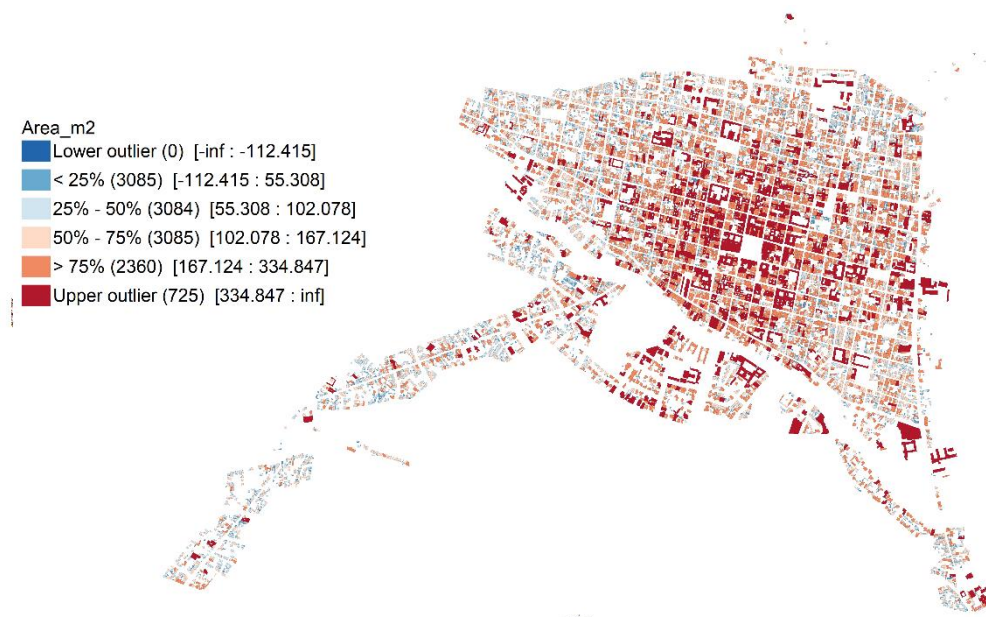 Area_m2
Lower outlier (0) [-inf : -112.415]
< 25% (3085) [-112.415 : 55.308]
25% - 50% (3084) [55.308 : 102.078]
50% - 75% (3085) [102.078 : 167.124]
> 75% (2360) [167.124 : 334.847]
Upper outlier (725) [334.847 : inf]